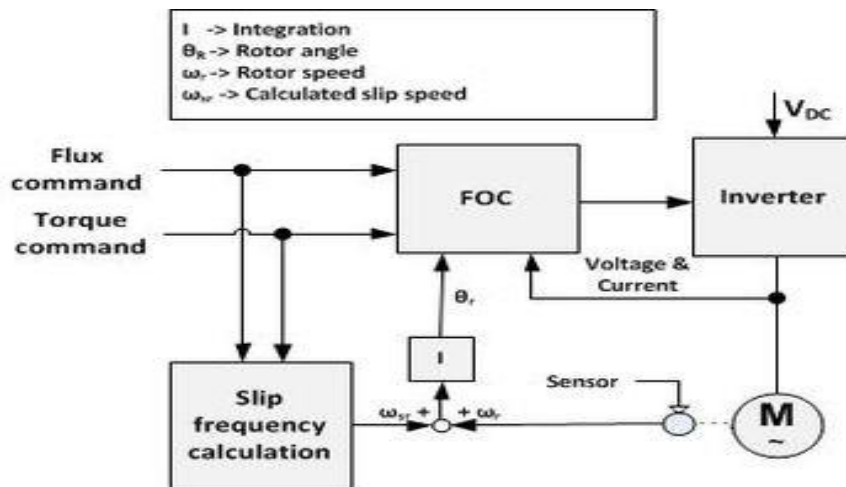 I -> Integration
θR-> Rotor angle
ωr-> Rotor speed
ωsr -> Calculated slip speed
VDC
Flux
command
Torque
command
FOC
Inverter
Voltage &
Current
θr
I
Slip
frequency
calculation
ωsr +
+ ωr
Sensor
M
~